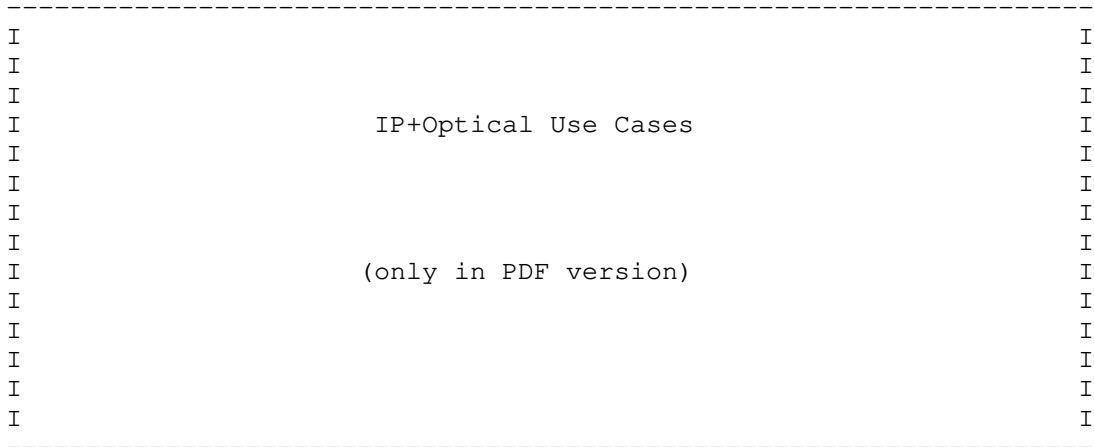 --------------------------------------------------------------------
I                                                                  I
I                                                                  I
I                                                                  I
I                      IP+Optical Use Cases                        I
I                                                                  I
I                                                                  I
I                                                                  I
I                                                                  I
I                     (only in PDF version)                        I
I                                                                  I
I                                                                  I
I                                                                  I
I                                                                  I
I                                                                  I
--------------------------------------------------------------------